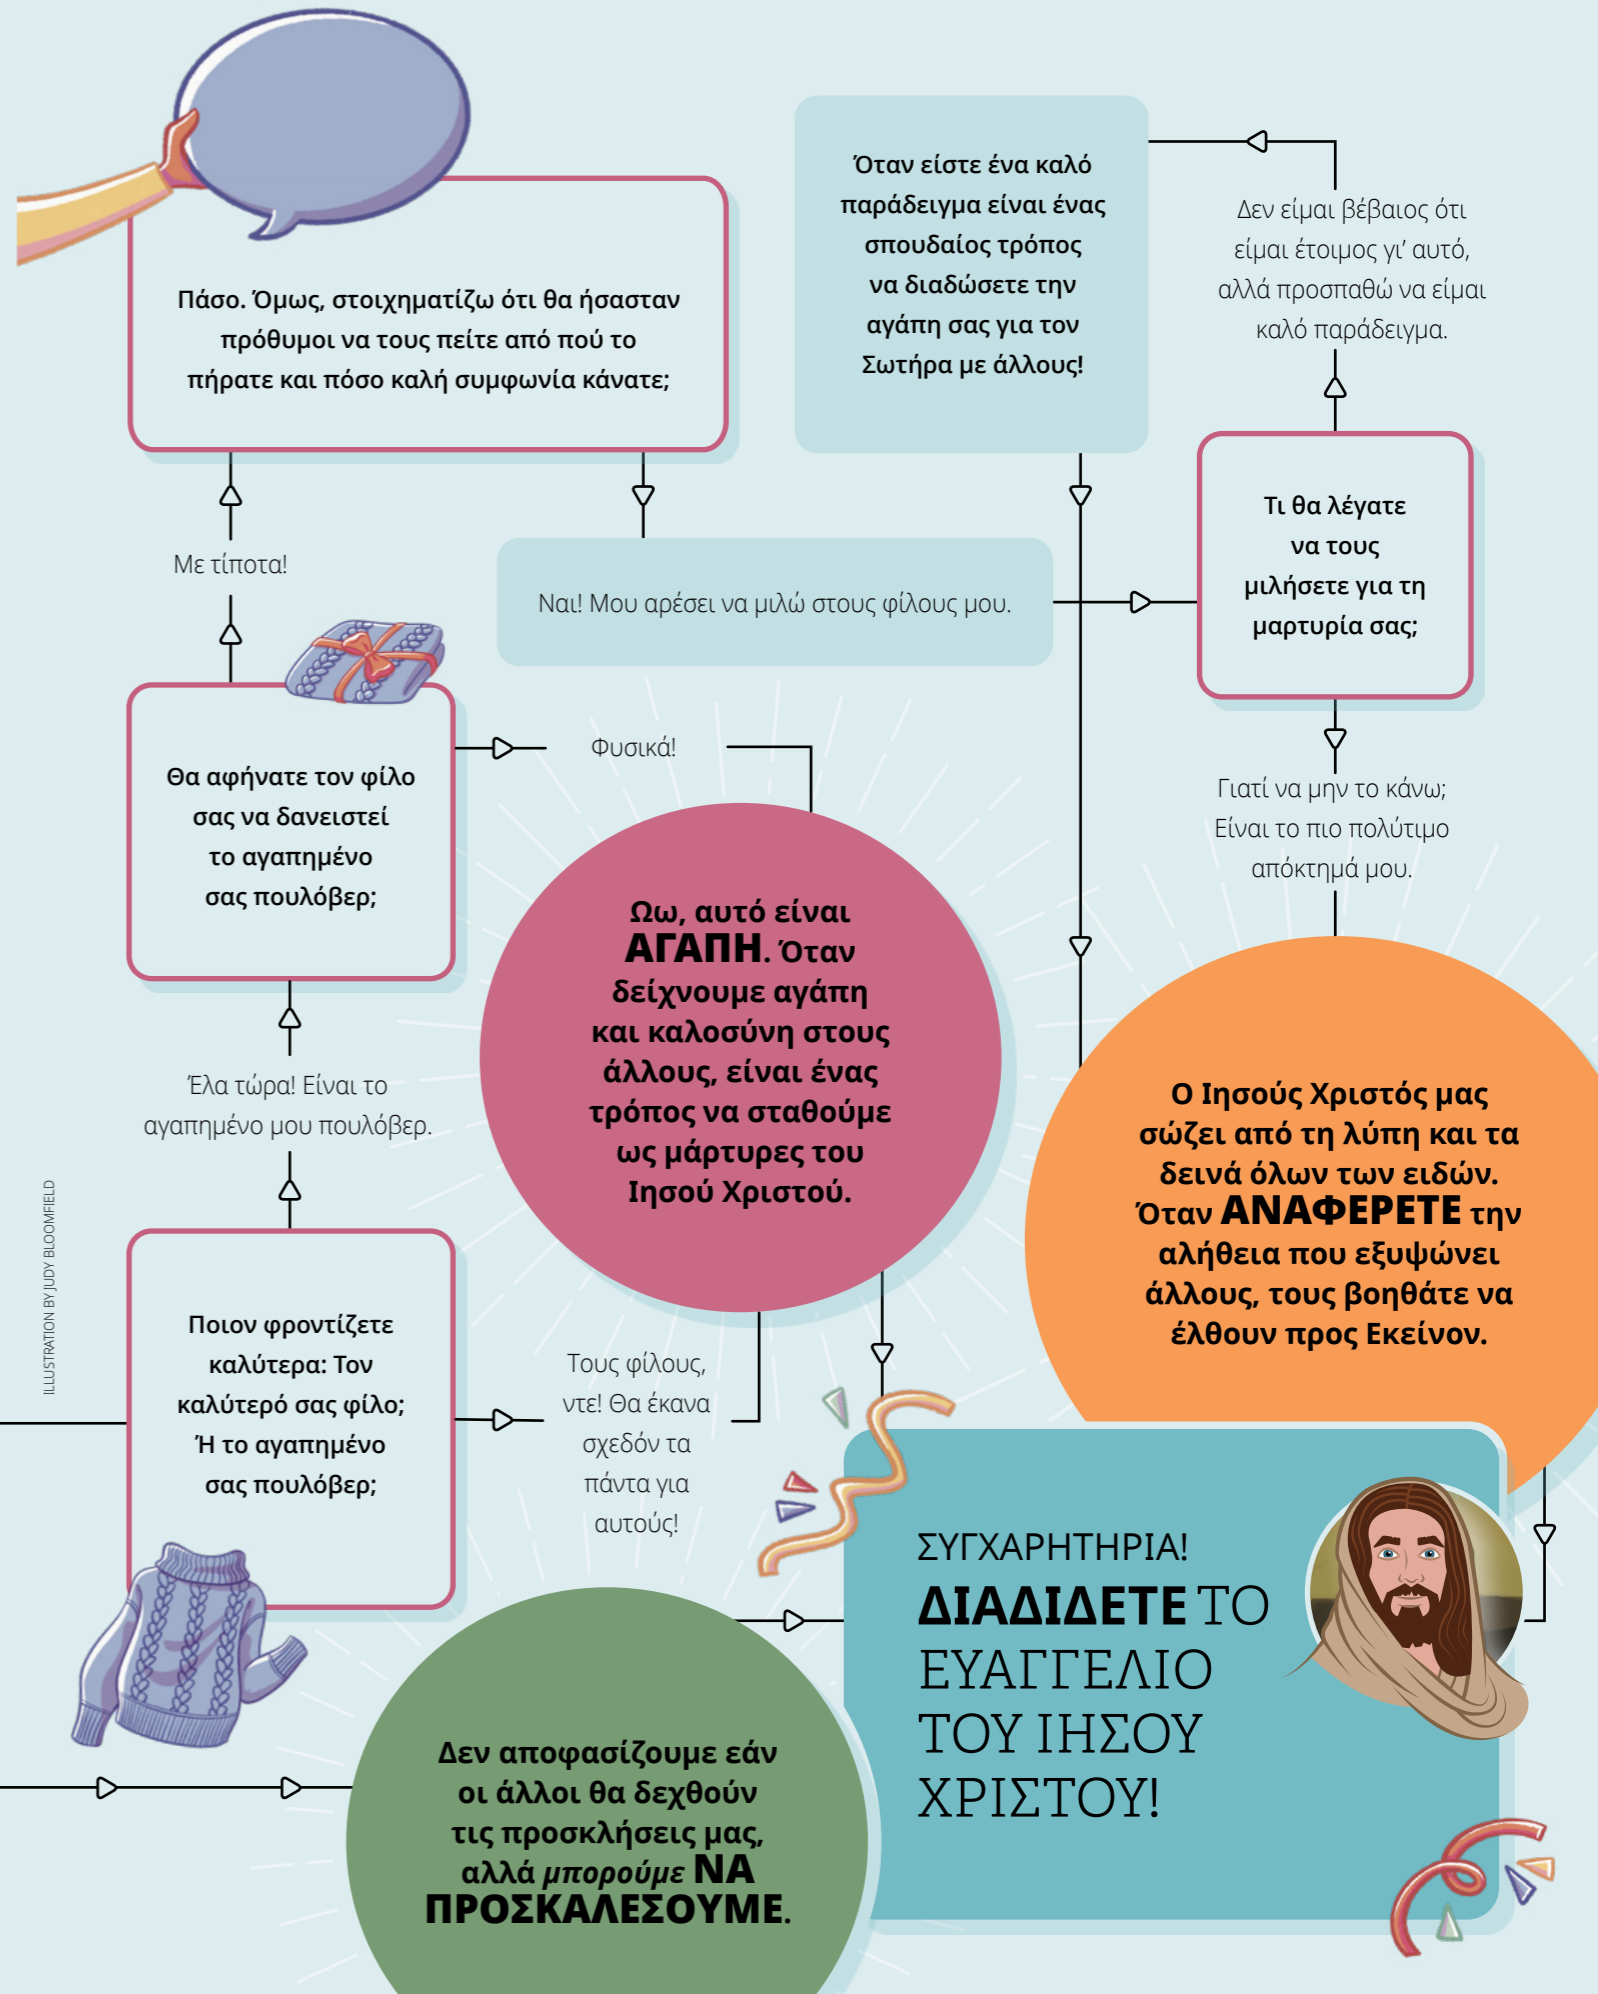 Πάσο. Όμως, στοιχηματίζω ότι θα ήσασταν
πρόθυμοι να τους πείτε από πού το
πήρατε και πόσο καλή συμφωνία κάνατε;
Όταν είστε ένα καλό
παράδειγμα είναι ένας
σπουδαίος τρόπος
να διαδώσετε την
αγάπη σας για τον
Σωτήρα με άλλους!
Δεν είμαι βέβαιος ότι
είμαι έτοιμος γι’ αυτό,
αλλά προσπαθώ να είμαι
καλό παράδειγμα.
Με τίποτα!
Ναι! Μου αρέσει να μιλώ στους φίλους μου.
Τι θα λέγατε
να τους
μιλήσετε για τη
μαρτυρία σας;
Θα αφήνατε τον φίλο
σας να δανειστεί
το αγαπημένο
σας πουλόβερ;
Φυσικά!
Γιατί να μην το κάνω;
Είναι το πιο πολύτιμο
απόκτημά μου.
Ωω, αυτό είναι
ΑΓΑΠΗ. Όταν
δείχνουμε αγάπη
και καλοσύνη στους
άλλους, είναι ένας
τρόπος να σταθούμε
ως μάρτυρες του
Ιησού Χριστού.
Έλα τώρα! Είναι το
αγαπημένο μου πουλόβερ.
Ο Ιησούς Χριστός μας
σώζει από τη λύπη και τα
δεινά όλων των ειδών.
Όταν ΑΝΑΦΕΡΕΤΕ την
αλήθεια που εξυψώνει
άλλους, τους βοηθάτε να
έλθουν προς Εκείνον.
ILLUSTRATION BY JUDY BLOOMFIELD
Ποιον φροντίζετε
καλύτερα: Τον
καλύτερό σας φίλο;
Ή το αγαπημένο
σας πουλόβερ;
Τους φίλους,
ντε! Θα έκανα
σχεδόν τα
πάντα για
αυτούς!
ΣΥΓΧΑΡΗΤΗΡΙΑ!
ΔΙΑΔΙΔΕΤΕ ΤΟ
ΕΥΑΓΓΕΛΙΟ
ΤΟΥ ΙΗΣΟΥ
ΧΡΙΣΤΟΥ!
Δεν αποφασίζουμε εάν
οι άλλοι θα δεχθούν
τις προσκλήσεις μας,
αλλά μπορούμε ΝΑ
ΠΡΟΣΚΑΛΕΣΟΥΜΕ.